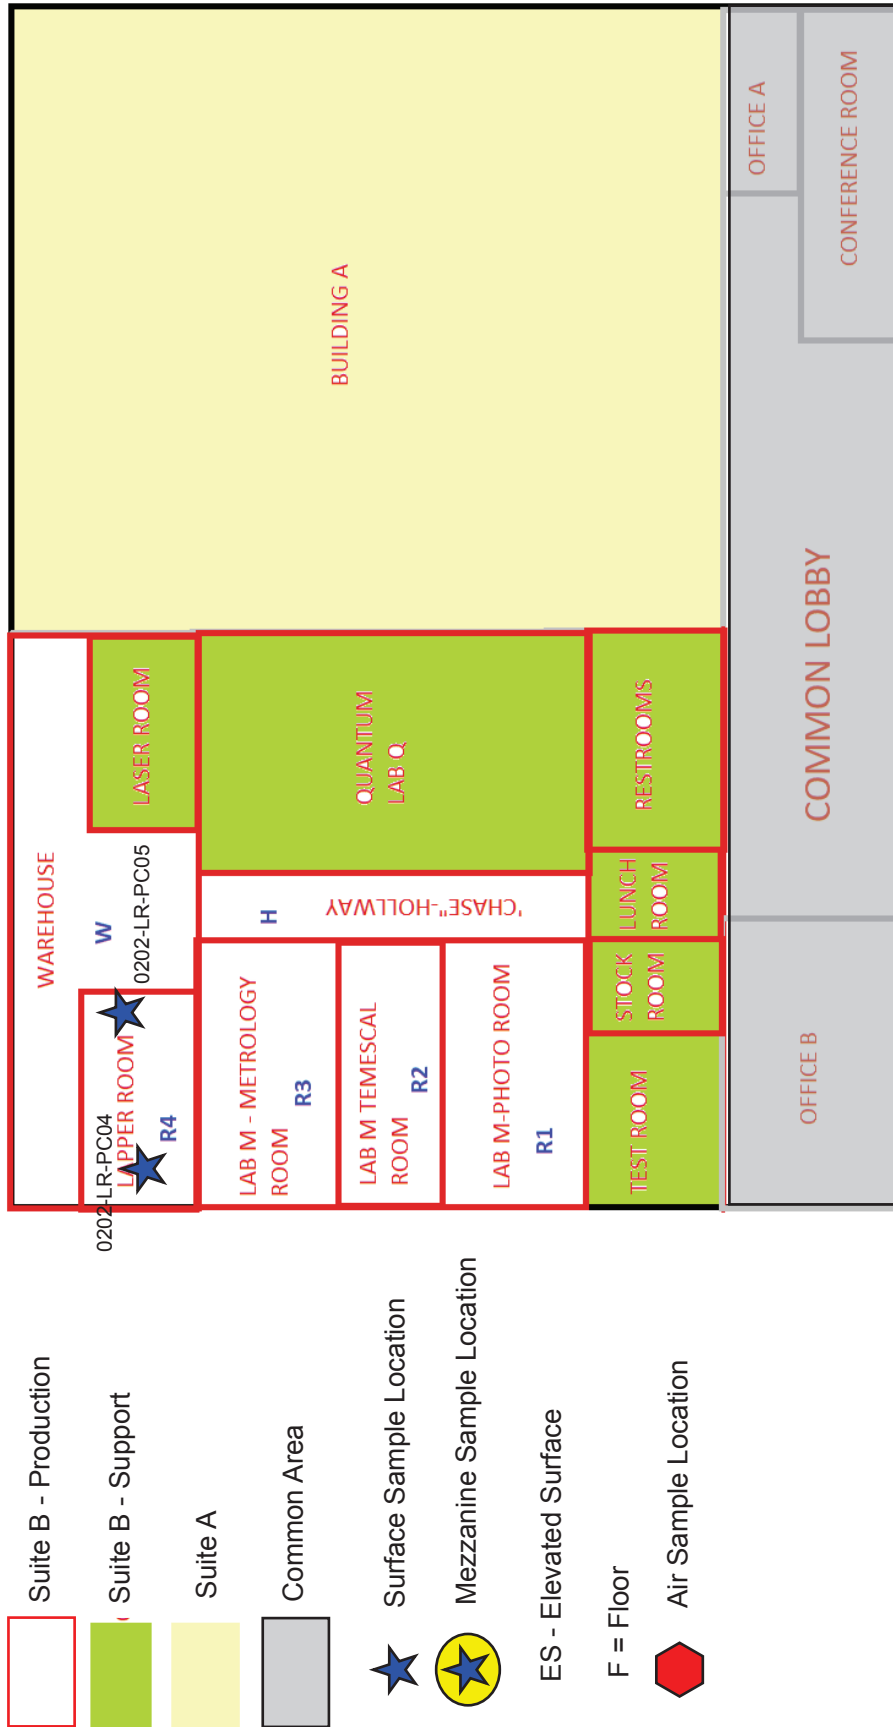 Suite B - Production
Suite B - Support
Suite A
Common Area
Surface Sample Location
Mezzanine Sample Location
ES - Elevated Surface
F = Floor
Air Sample Location
WAREHOUSE
W
0202-LR-PC04
LAPPER ROOM
R4
0202-LR-PC05
LASER ROOM
LAB M - METROLOGY
ROOM
R3
LAB M TEMESCAL
ROOM
R2
LAB M-PHOTO ROOM
R1
H
'CHASE"-HOLLWAY
QUANTUM
LAB Q
TEST ROOM
STOCK
ROOM
LUNCH
ROOM
RESTROOMS
BUILDING A
OFFICE B
COMMON LOBBY
OFFICE A
CONFERENCE ROOM